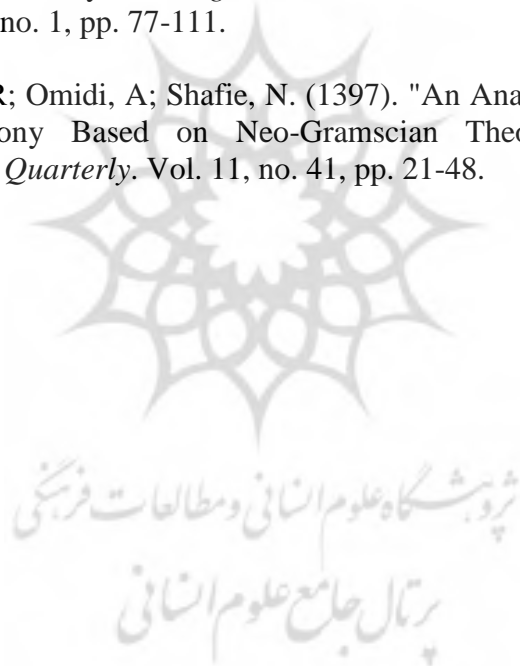 no. 1, pp. 77-111.
R; Omidi, A; Shafie, N. (1397). "An Ana
ony Based on Neo-Gramscian Theo
Quarterly. Vol. 11, no. 41, pp. 21-48.
پژوهشگاه علوم انسانی و مطالعات فرهنگی
پرتال جامع علوم انسانی